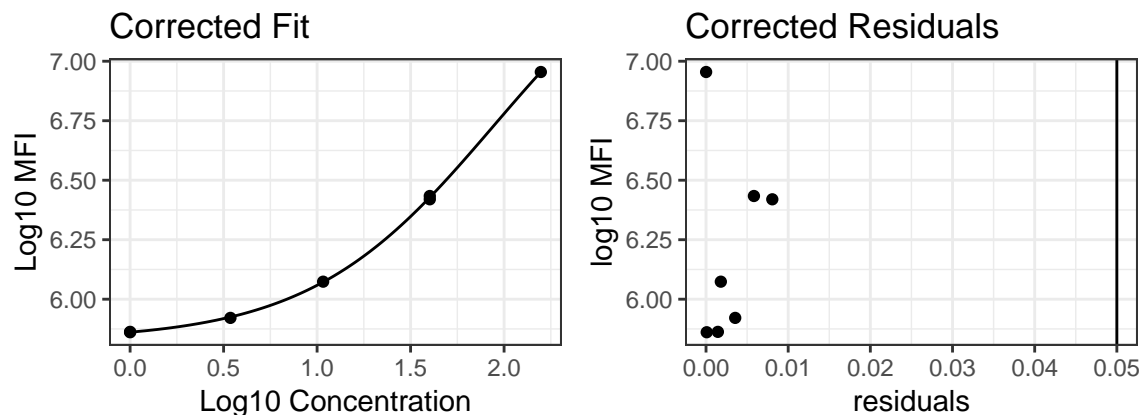 Corrected Fit
Log10 MFI
7.00
6.75
6.50
6.25
6.00
0.0 0.5 1.0 1.5 2.0
Log10 Concentration
Corrected Residuals
log10 MFI
7.00
6.75
6.50
6.25
6.00
0.00 0.01 0.02 0.03 0.04 0.05
residuals